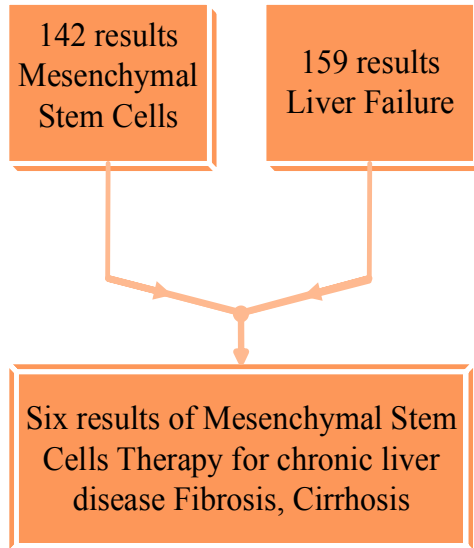 142 results
Mesenchymal
Stem Cells
159 results
Liver Failure
Six results of Mesenchymal Stem
Cells Therapy for chronic liver
disease Fibrosis, Cirrhosis